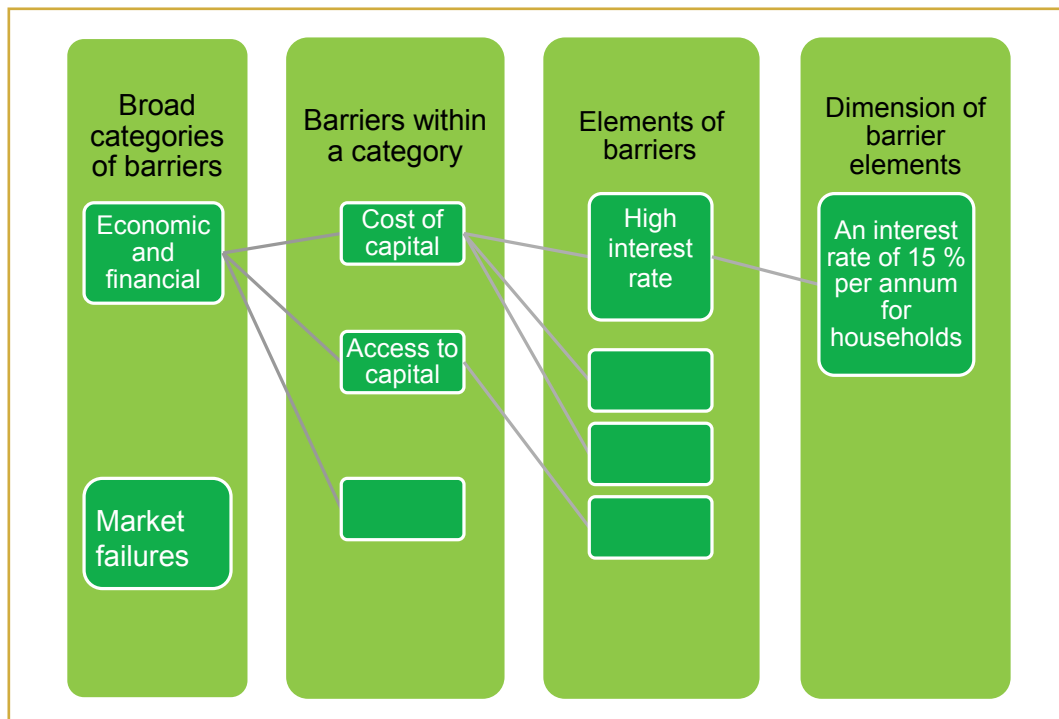 Broad
categories
of barriers
Economic
and
financial
Market
failures
Barriers within
a category
Cost of
capital
Access to
capital
Elements of
barriers
High
interest
rate
Dimension of
barrier
elements
An interest
rate of 15 %
per annum
for
households